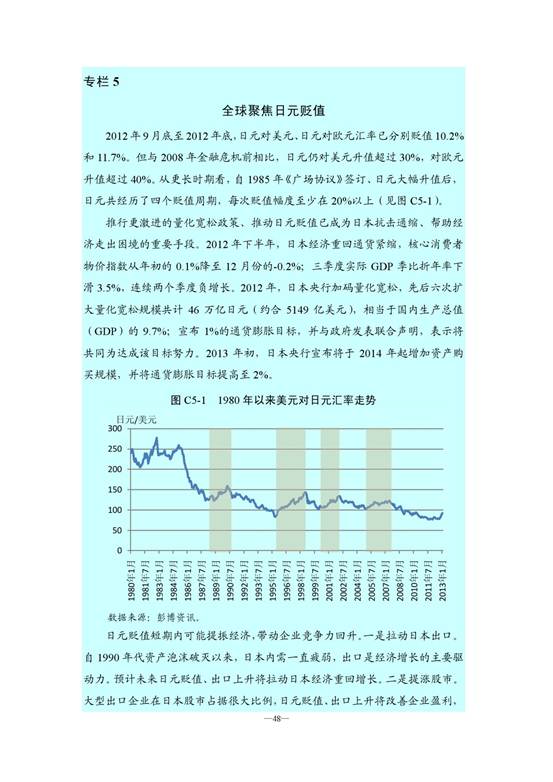 专栏 5
全球聚焦日元贬值
2012 年 9 月底至 2012 年底，日元对美元、日元对欧元汇率已分别贬值 10.2%
和 11.7%。但与 2008 年金融危机前相比，日元仍对美元升值超过 30%，对欧元
升值超过 40%。从更长时期看，自 1985 年《广场协议》签订、日元大幅升值后，
日元共经历了四个贬值周期，每次贬值幅度至少在 20%以上（见图 C5-1）。
推行更激进的量化宽松政策、推动日元贬值已成为日本抗击通缩、帮助经
济走出困境的重要手段。2012 年下半年，日本经济重回通货紧缩，核心消费者
物价指数从年初的 0.1%降至 12 月份的-0.2%；三季度实际 GDP 季比折年率下
滑 3.5%，连续两个季度负增长。2012 年，日本央行加码量化宽松，先后六次扩
大量化宽松规模共计 46 万亿日元（约合 5149 亿美元），相当于国内生产总值
（GDP）的 9.7%；宣布 1%的通货膨胀目标，并与政府发表联合声明，表示将
共同为达成该目标努力。2013 年初，日本央行宣布将于 2014 年起增加资产购
买规模，并将通货膨胀目标提高至 2%。
图 C5-1 1980 年以来美元对日元汇率走势
日元/美元
300
250
200
150
100
50
0
1980年1月
1981年7月
1983年1月
1984年7月
1986年1月
1987年7月
1989年1月
1990年7月
1992年1月
1993年7月
1995年1月
1996年7月
1998年1月
1999年7月
2001年1月
2002年7月
2004年1月
2005年7月
2007年1月
2008年7月
2010年1月
2011年7月
2013年1月
数据来源：彭博资讯。
日元贬值短期内可能提振经济，带动企业竞争力回升。一是拉动日本出口。
自 1990 年代资产泡沫破灭以来，日本内需一直疲弱，出口是经济增长的主要驱
动力。预计未来日元贬值、出口上升将拉动日本经济重回增长。二是提涨股市。
大型出口企业在日本股市占据很大比例，日元贬值、出口上升将改善企业盈利，
—48—